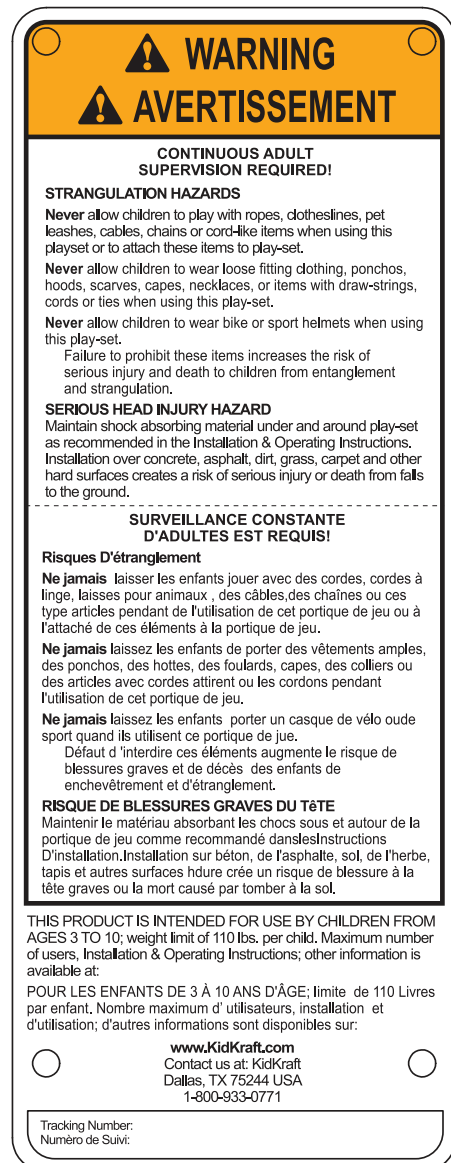 WARNING
AVERTISSEMENT
CONTINUOUS ADULT
SUPERVISION REQUIRED!
STRANGULATION HAZARDS
Never allow children to play with ropes, clotheslines, pet
leashes, cables, chains or cord-like items when using this
playset or to attach these items to play-set.
Never allow children to wear loose fitting clothing, ponchos,
hoods, scarves, capes, necklaces, or items with draw-strings,
cords or ties when using this play-set.
Never allow children to wear bike or sport helmets when using
this play-set.
Failure to prohibit these items increases the risk of
serious injury and death to children from entanglement
and strangulation.
SERIOUS HEAD INJURY HAZARD
Maintain shock absorbing material under and around play-set
as recommended in the Installation & Operating Instructions.
Installation over concrete, asphalt, dirt, grass, carpet and other
hard surfaces creates a risk of serious injury or death from falls
to the ground.
SURVEILLANCE CONSTANTE
D'ADULTES EST REQUIS!
Risques D'étranglement
Ne jamais laisser les enfants jouer avec des cordes, cordes à
linge, laisses pour animaux , des câbles,des chaînes ou ces
type articles pendant de l'utilisation de cet portique de jeu ou à
l'attaché de ces éléments à la portique de jeu.
Ne jamais laissez les enfants de porter des vêtements amples,
des ponchos, des hottes, des foulards, capes, des colliers ou
des articles avec cordes attirent ou les cordons pendant
l'utilisation de cet portique de jeu.
Ne jamais laissez les enfants porter un casque de vélo oude
sport quand ils utilisent ce portique de jue.
Défaut d 'interdire ces éléments augmente le risque de
blessures graves et de décès des enfants de
enchevêtrement et d'étranglement.
RISQUE DE BLESSURES GRAVES DU TêTE
Maintenir le matériau absorbant les chocs sous et autour de la
portique de jeu comme recommandé danslesInstructions
D'installation.Installation sur béton, de l'asphalte, sol, de l'herbe,
tapis et autres surfaces hdure crée un risque de blessure à la
tête graves ou la mort causé par tomber à la sol.
THIS PRODUCT IS INTENDED FOR USE BY CHILDREN FROM
AGES 3 TO 10; weight limit of 110 lbs. per child. Maximum number
of users, Installation & Operating Instructions; other information is
available at:
POUR LES ENFANTS DE 3 À 10 ANS D'ÂGE; limite de 110 Livres
par enfant. Nombre maximum d' utilisateurs, installation et
d'utilisation; d'autres informations sont disponibles sur:
www.KidKraft.com
Contact us at: KidKraft
Dallas, TX 75244 USA
1-800-933-0771
Tracking Number:
Numèro de Suivi: